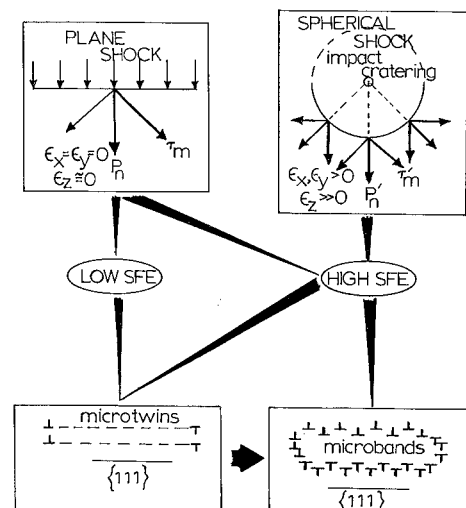 PLANE
SHOCK
ϵx=ϵy=0
ϵz≅0
Pn
τm
SPHERICAL
SHOCK
impact
cratering
ϵx,ϵy>0
ϵz≫0
P'n
τ'm
LOW SFE
HIGH SFE
microtwins
{111}
microbands
{111}